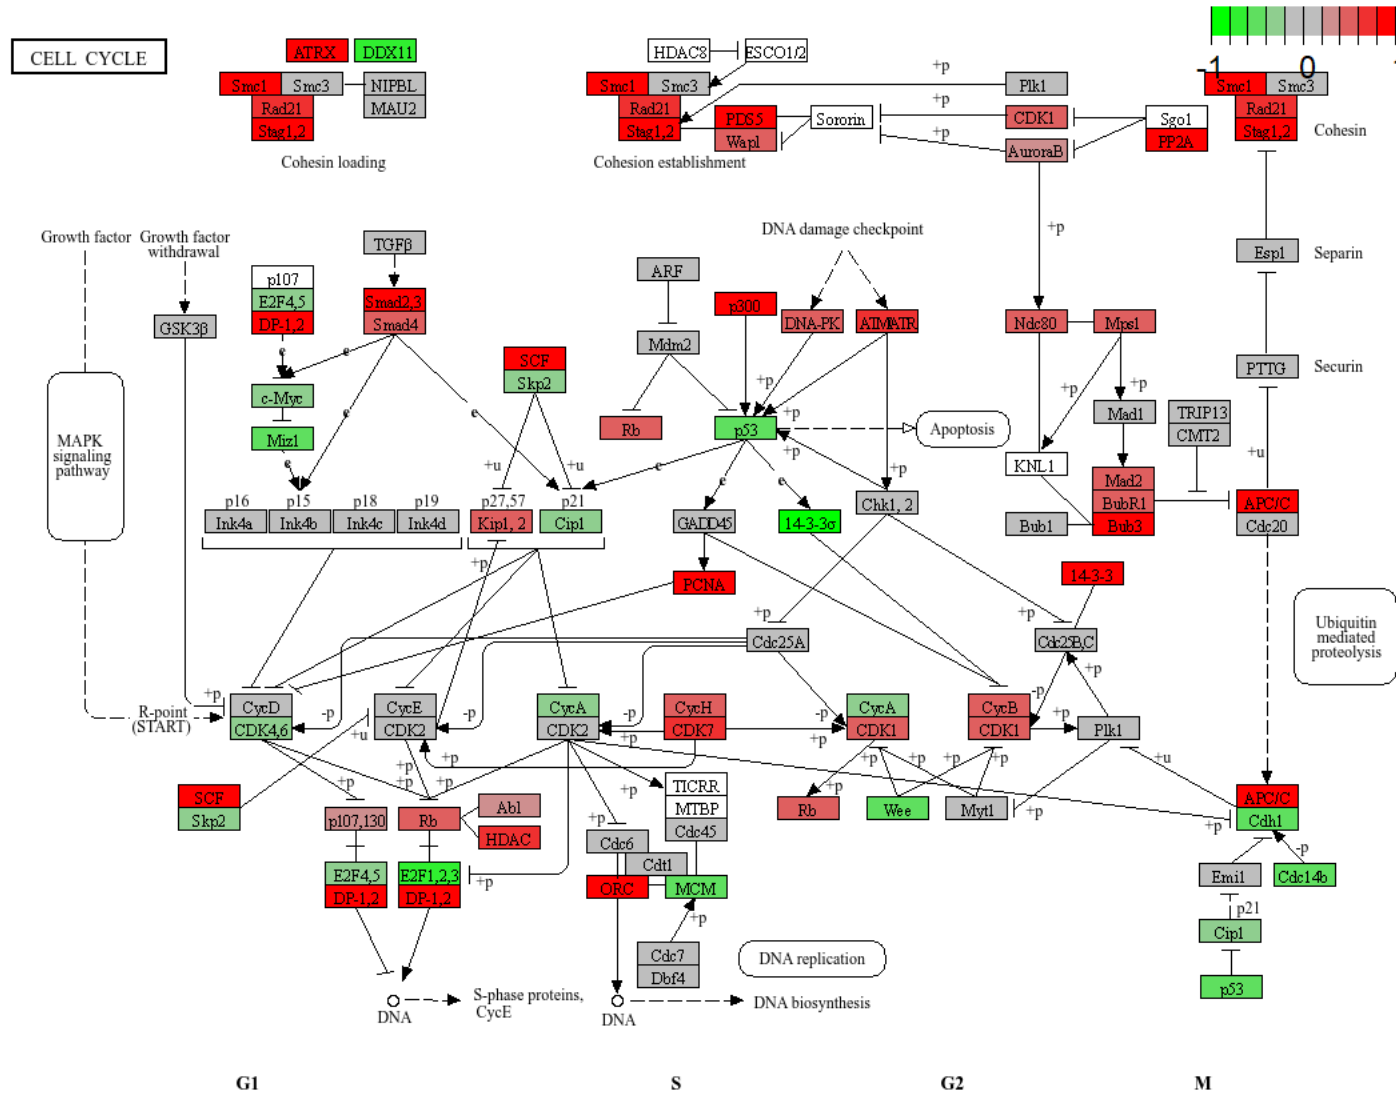 CELL CYCLE
ATRX DDX11
Smc1 Smc3 NIPBL
Rad21 MAU2
Stag1,2
Cohesin loading
HDAC8 ESCO1/2
Smc1 Smc3
Rad21
Stag1,2
PDS5
Wapl
Sororin
Cohesion establishment
+p
Plk1
+p
CDK1
+p
AuroraB
Sgo1
PP2A
-1 0 1
Smc1 Smc3
Rad21
Stag1,2
Cohesin
+p
Esp1 Separin
PTTG Securin
+u
Growth factor
Growth factor
withdrawal
GSK3β
MAPK
signaling
pathway
p107
E2F4,5
DP-1,2
e
c-Myc
Miz1
e
TGFβ
Smad2,3
Smad4
e
e
e
SCF
Skp2
+u +u
ARF
Mdm2
Rb
p300
DNA damage checkpoint
DNA-PK
ATM/ATR
+p
+p
p53
+p
+p
Apoptosis
e
e
e
Ndc80 Mps1
+p +p
Mad1
KNL1
TRIP13
CMT2
Mad2
BubR1
Bub1 Bub3
APC/C
Cdc20
p16 p15 p18 p19
Ink4a Ink4b Ink4c Ink4d
p27,57 p21
Kip1, 2 Cip1
GADD45
14-3-3σ
Chk1, 2
+p
PCNA
14-3-3
+p
+p
Cdc25A
Cdc25B,C
Ubiquitin
mediated
proteolysis
R-point
(START)
+p
CycD
CDK4,6
-p
CycE
CDK2
-p
CycA
CDK2
-p
+p
CycH
CDK7
-p
+p
CycA
CDK1
CycB
CDK1
-p
+p
+p
Plk1
+u
+u
+p
+p
+p
+p
+p
+p
+p
+p
+p
+p
+p
SCF
Skp2
p107,130
Rb
Abl
HDAC
E2F4,5
DP-1,2
E2F1,2,3
DP-1,2
+p
TICRR
MTBP
Cdc45
Cdc6
Cdt1
ORC MCM
+p
Cdc7
Dbf4
Rb
Wee
Myt1
APC/C
Cdh1
-p
Emi1
Cdc14b
p21
Cip1
p53
DNA replication
DNA
S-phase proteins,
CycE
DNA
DNA biosynthesis
G1 S G2 M